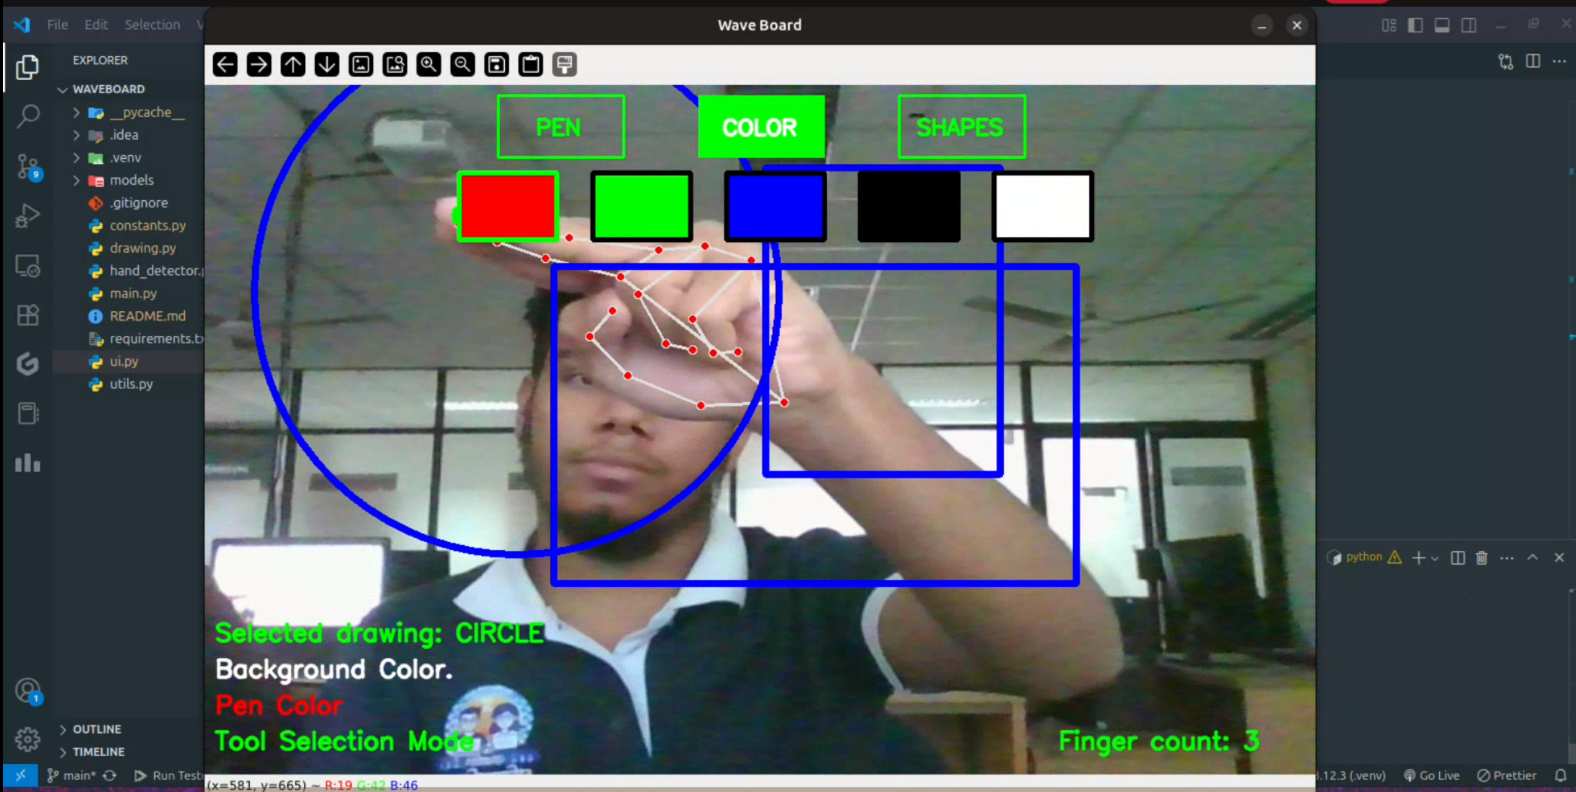 File Edit Selection
Wave Board
EXPLORER
WAVEBOARD
__pycache__
.idea
.venv
models
.gitignore
constants.py
drawing.py
hand_detector.
main.py
README.md
requirements.tx
ui.py
utils.py
9
PEN COLOR SHAPES
python
Selected drawing: CIRCLE
Background Color.
Pen Color
Tool Selection Mode
Finger count: 3
1
OUTLINE
TIMELINE
main* Run Test
(x=581, y=665) ~ R:19 G:42 B:46
.12.3 (.venv) Go Live Prettier